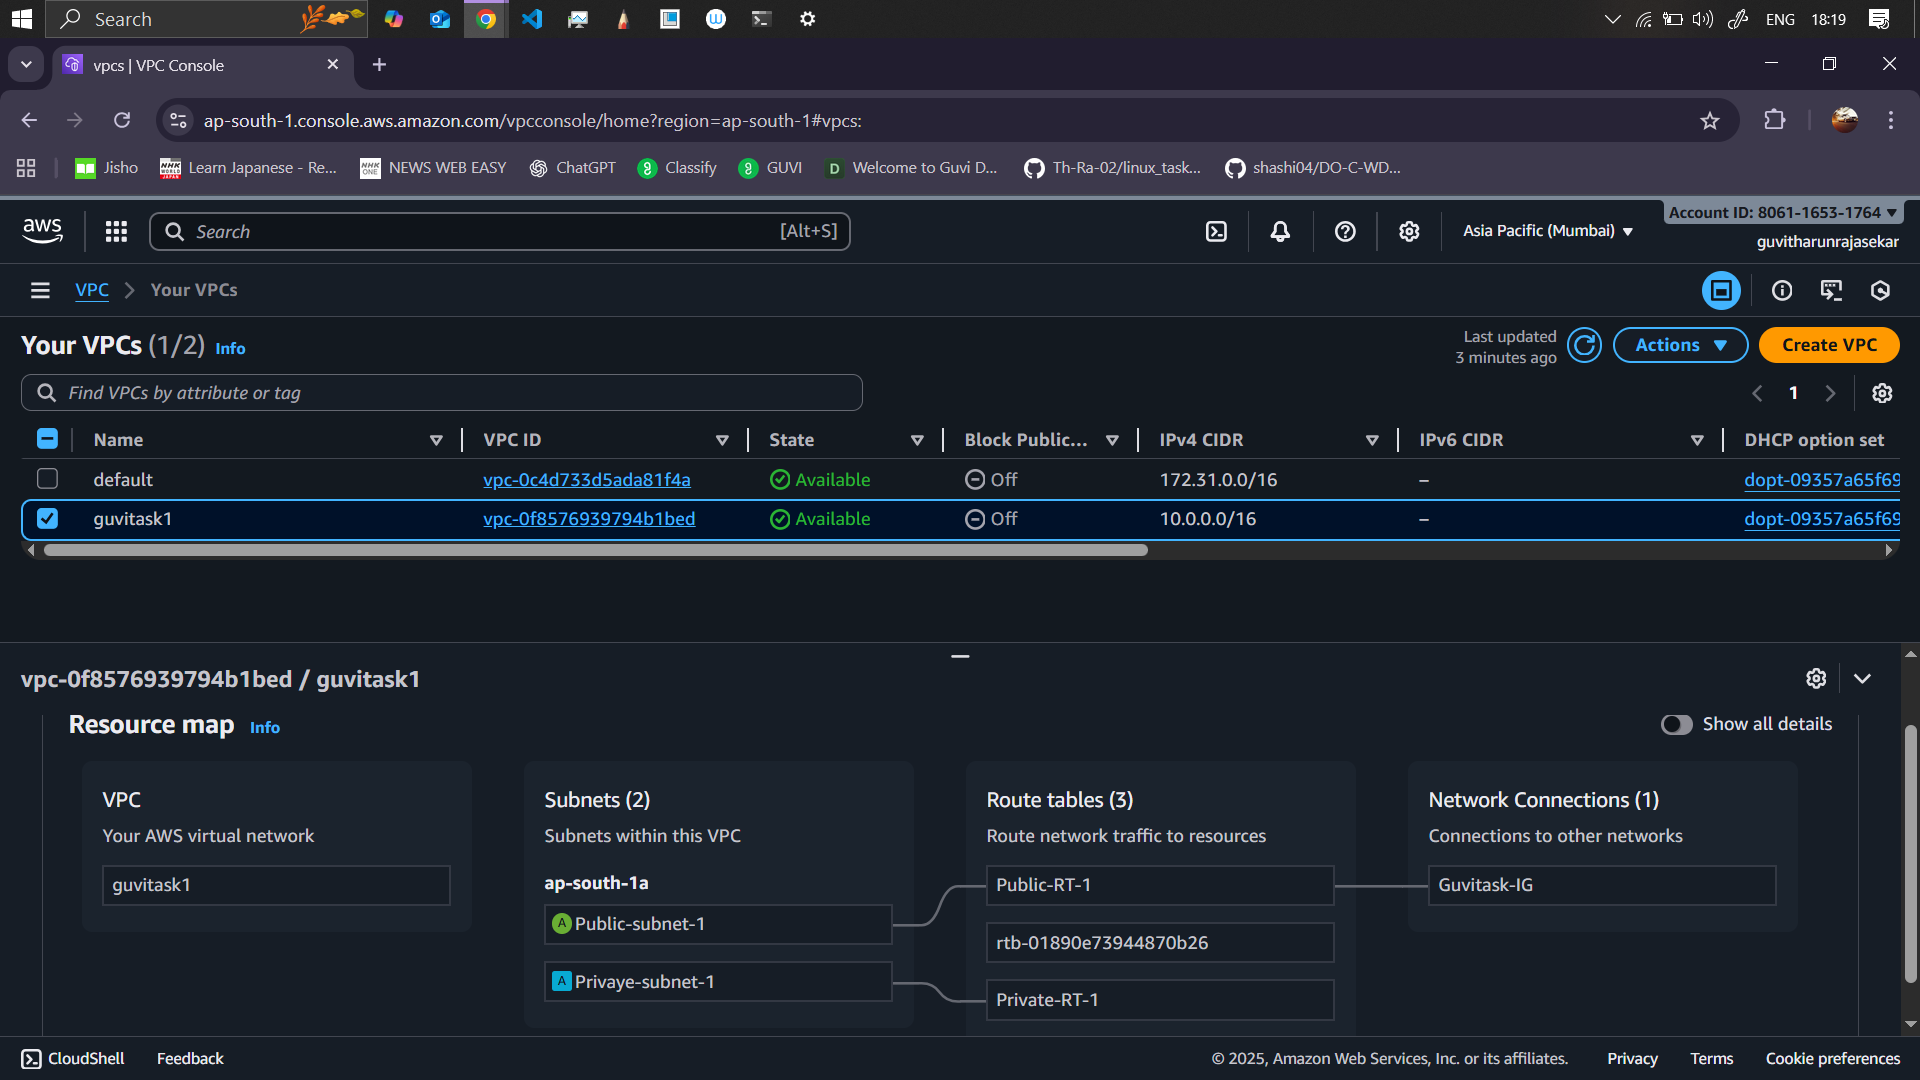 Search
ENG
18:19
vpcs | VPC Console
ap-south-1.console.aws.amazon.com/vpcconsole/home?region=ap-south-1#vpcs:
Jisho
Learn Japanese - Re...
NEWS WEB EASY
ChatGPT
Classify
GUVI
Welcome to Guvi D...
Th-Ra-02/linux_task...
shashi04/DO-C-WD...
aws
Search
[Alt+S]
Asia Pacific (Mumbai)
Account ID: 8061-1653-1764
guvitharunrajasekar
VPC
Your VPCs
Your VPCs (1/2) Info
Last updated
3 minutes ago
Actions
Create VPC
Find VPCs by attribute or tag
1
Name VPC ID State Block Public... IPv4 CIDR IPv6 CIDR DHCP option set
default vpc-0c4d733d5ada81f4a Available Off 172.31.0.0/16 – dopt-09357a65f69
guvitask1 vpc-0f8576939794b1bed Available Off 10.0.0.0/16 – dopt-09357a65f69
vpc-0f8576939794b1bed / guvitask1
Resource map Info
Show all details
VPC
Your AWS virtual network
guvitask1
Subnets (2)
Subnets within this VPC
ap-south-1a
A Public-subnet-1
A Privaye-subnet-1
Route tables (3)
Route network traffic to resources
Public-RT-1
rtb-01890e73944870b26
Private-RT-1
Network Connections (1)
Connections to other networks
Guvitask-IG
CloudShell
Feedback
© 2025, Amazon Web Services, Inc. or its affiliates.
Privacy
Terms
Cookie preferences